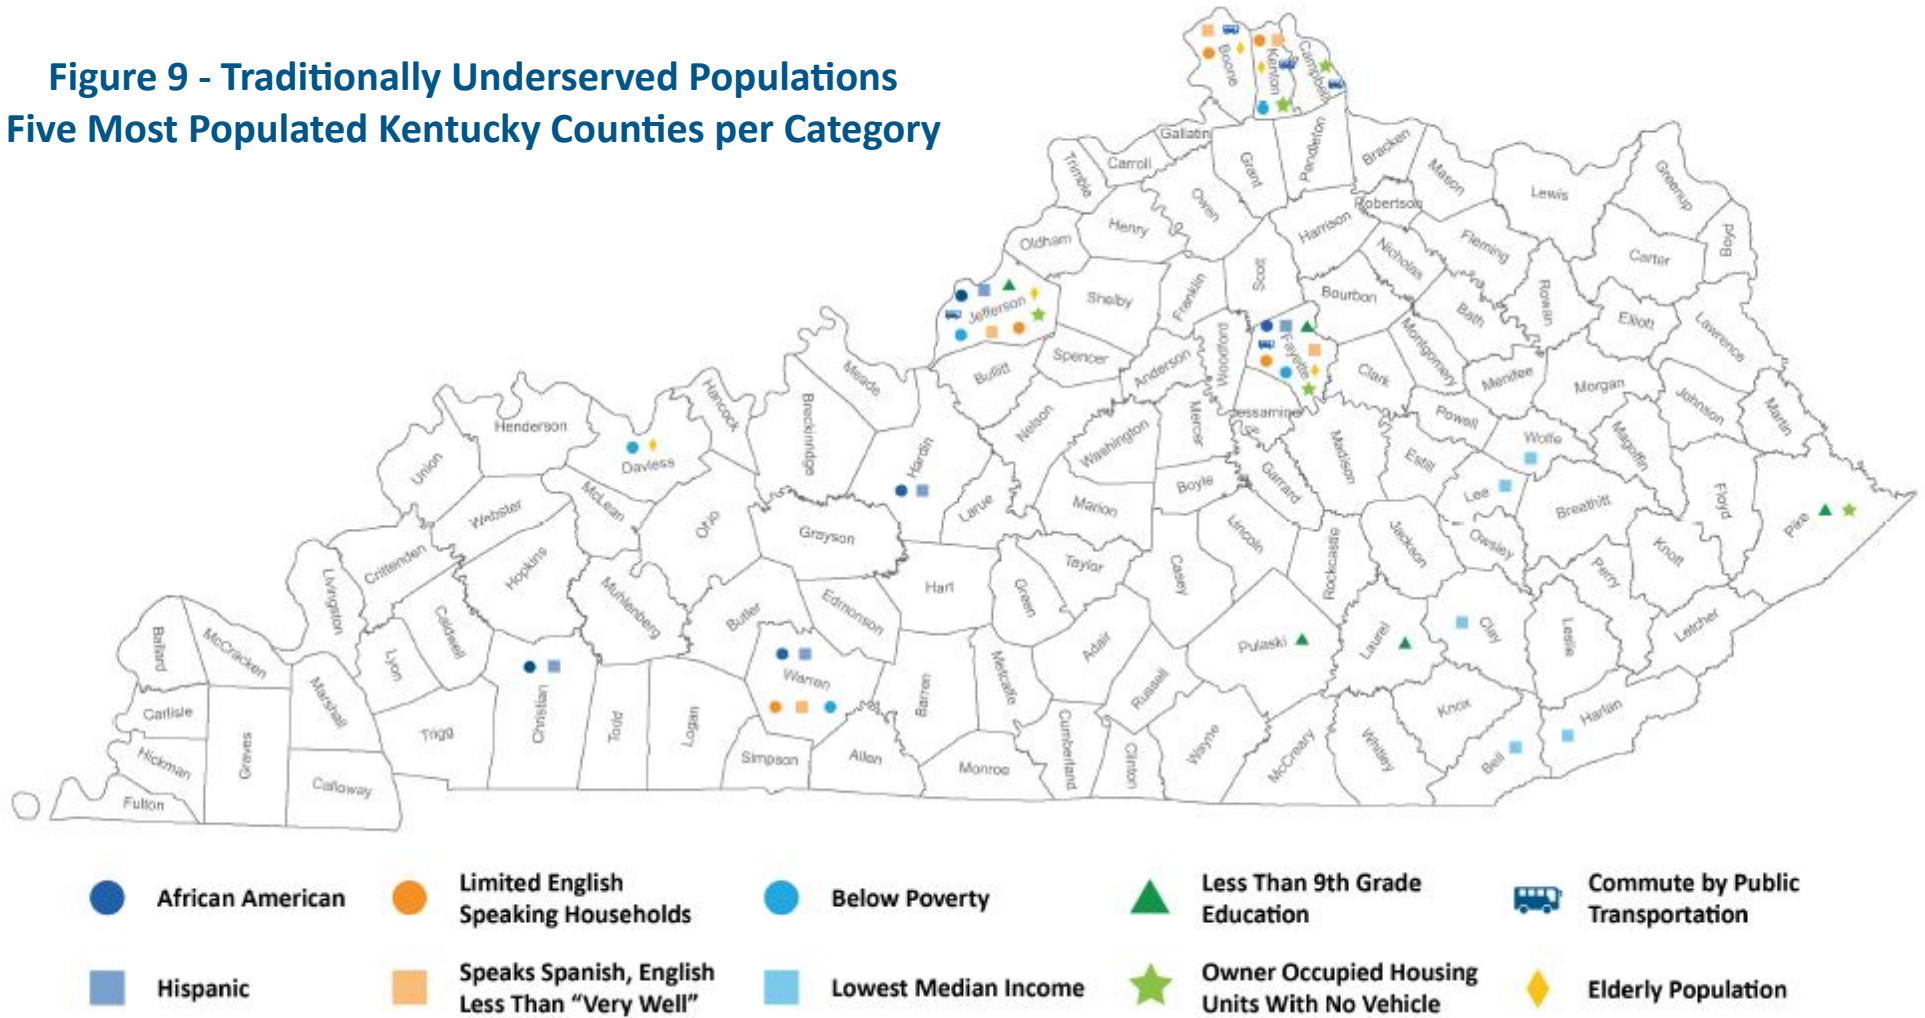 Figure 9 - Traditionally Underserved Populations
Five Most Populated Kentucky Counties per Category
Boone
Kenton
Campbell
Gallatin
Carroll
Trimble
Grant
Pendleton
Bracken
Mason
Lewis
Greenup
Boyd
Owen
Henry
Oldham
Harrison
Robertson
Nicholas
Fleming
Carter
Rowan
Elliott
Lawrence
Jefferson
Shelby
Franklin
Scott
Bourbon
Bath
Montgomery
Menifee
Morgan
Johnson
Martin
Bullitt
Spencer
Anderson
Woodford
Fayette
Clark
Powell
Wolfe
Magoffin
Floyd
Pike
Meade
Hancock
Breckinridge
Hardin
Nelson
Washington
Mercer
Jessamine
Madison
Estill
Lee
Breathitt
Henderson
Daviess
Union
Webster
McLean
Ohio
Grayson
Larue
Marion
Boyle
Garrard
Lincoln
Rockcastle
Jackson
Owsley
Perry
Knott
Letcher
Crittenden
Livingston
Hopkins
Muhlenberg
Butler
Edmonson
Hart
Green
Taylor
Casey
Pulaski
Laurel
Clay
Leslie
Harlan
Ballard
McCracken
Marshall
Lyon
Caldwell
Christian
Todd
Logan
Warren
Barren
Metcalfe
Adair
Russell
Wayne
McCreary
Whitley
Knox
Bell
Carlisle
Hickman
Fulton
Graves
Calloway
Trigg
Simpson
Allen
Monroe
Cumberland
Clinton
African American
Limited English
Speaking Households
Below Poverty
Less Than 9th Grade
Education
Commute by Public
Transportation
Hispanic
Speaks Spanish, English
Less Than “Very Well”
Lowest Median Income
Owner Occupied Housing
Units With No Vehicle
Elderly Population